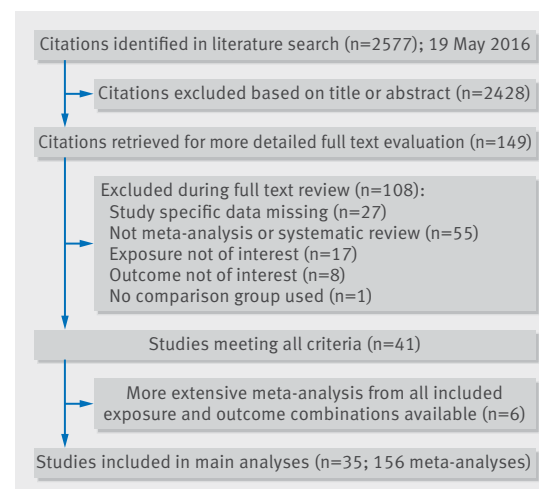 Citations identified in literature search (n=2577); 19 May 2016
Citations excluded based on title or abstract (n=2428)
Citations retrieved for more detailed full text evaluation (n=149)
Excluded during full text review (n=108):
Study specific data missing (n=27)
Not meta-analysis or systematic review (n=55)
Exposure not of interest (n=17)
Outcome not of interest (n=8)
No comparison group used (n=1)
Studies meeting all criteria (n=41)
More extensive meta-analysis from all included
exposure and outcome combinations available (n=6)
Studies included in main analyses (n=35; 156 meta-analyses)